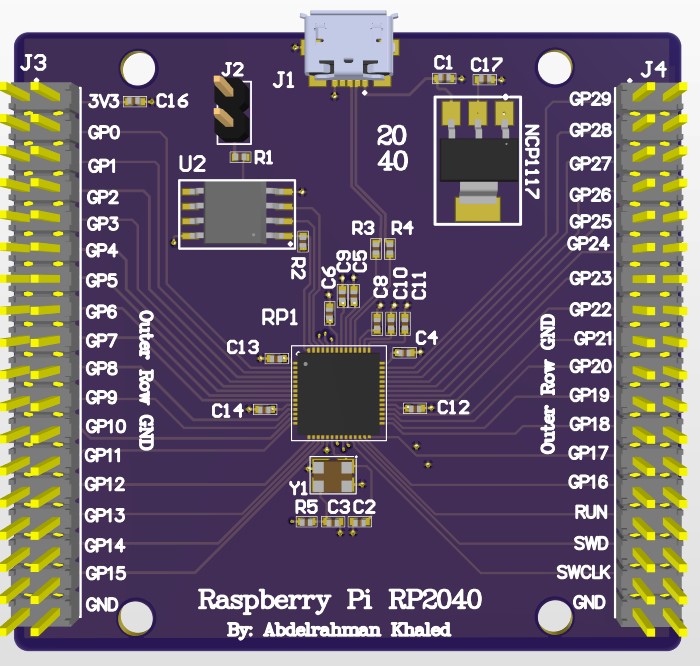 J3
J2
J1
C1
C17
J4
3V3
C16
GP29
GP0
20
40
GP28
NCP1117
GP1
U2
R1
GP27
GP2
GP26
GP3
R3
R4
GP25
GP4
R2
GP24
GP5
C6
C9
C5
C8
C10
C11
GP23
GP6
RP1
GP22
GP7
Outer Row GND
C13
C4
GP21
Outer Row GND
GP8
GP20
GP9
C14
C12
GP19
GP10
GP18
GP11
GP17
GP12
Y1
GP16
GP13
R5
C3
C2
RUN
GP14
SWD
GP15
SWCLK
GND
Raspberry Pi RP2040
GND
By: Abdelrahman Khaled